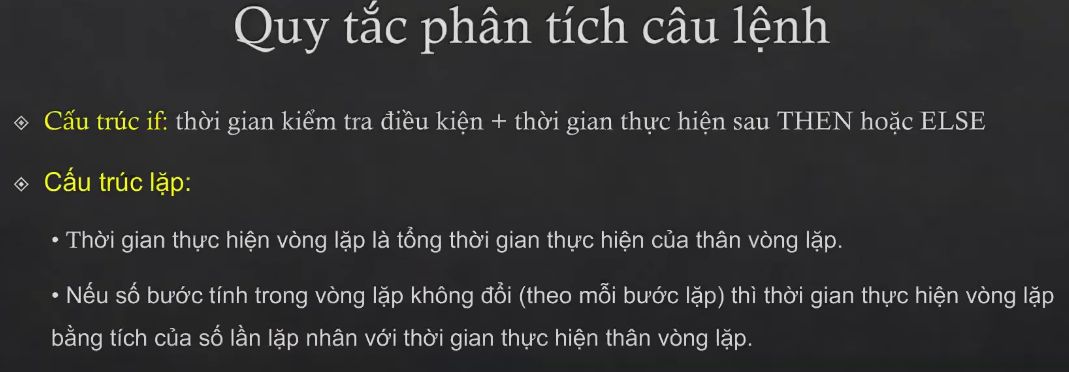 Quy tắc phân tích câu lệnh
Cấu trúc if: thời gian kiểm tra điều kiện + thời gian thực hiện sau THEN hoặc ELSE
Cấu trúc lặp:
• Thời gian thực hiện vòng lặp là tổng thời gian thực hiện của thân vòng lặp.
• Nếu số bước tính trong vòng lặp không đổi (theo mỗi bước lặp) thì thời gian thực hiện vòng lặp
bằng tích của số lần lặp nhân với thời gian thực hiện thân vòng lặp.